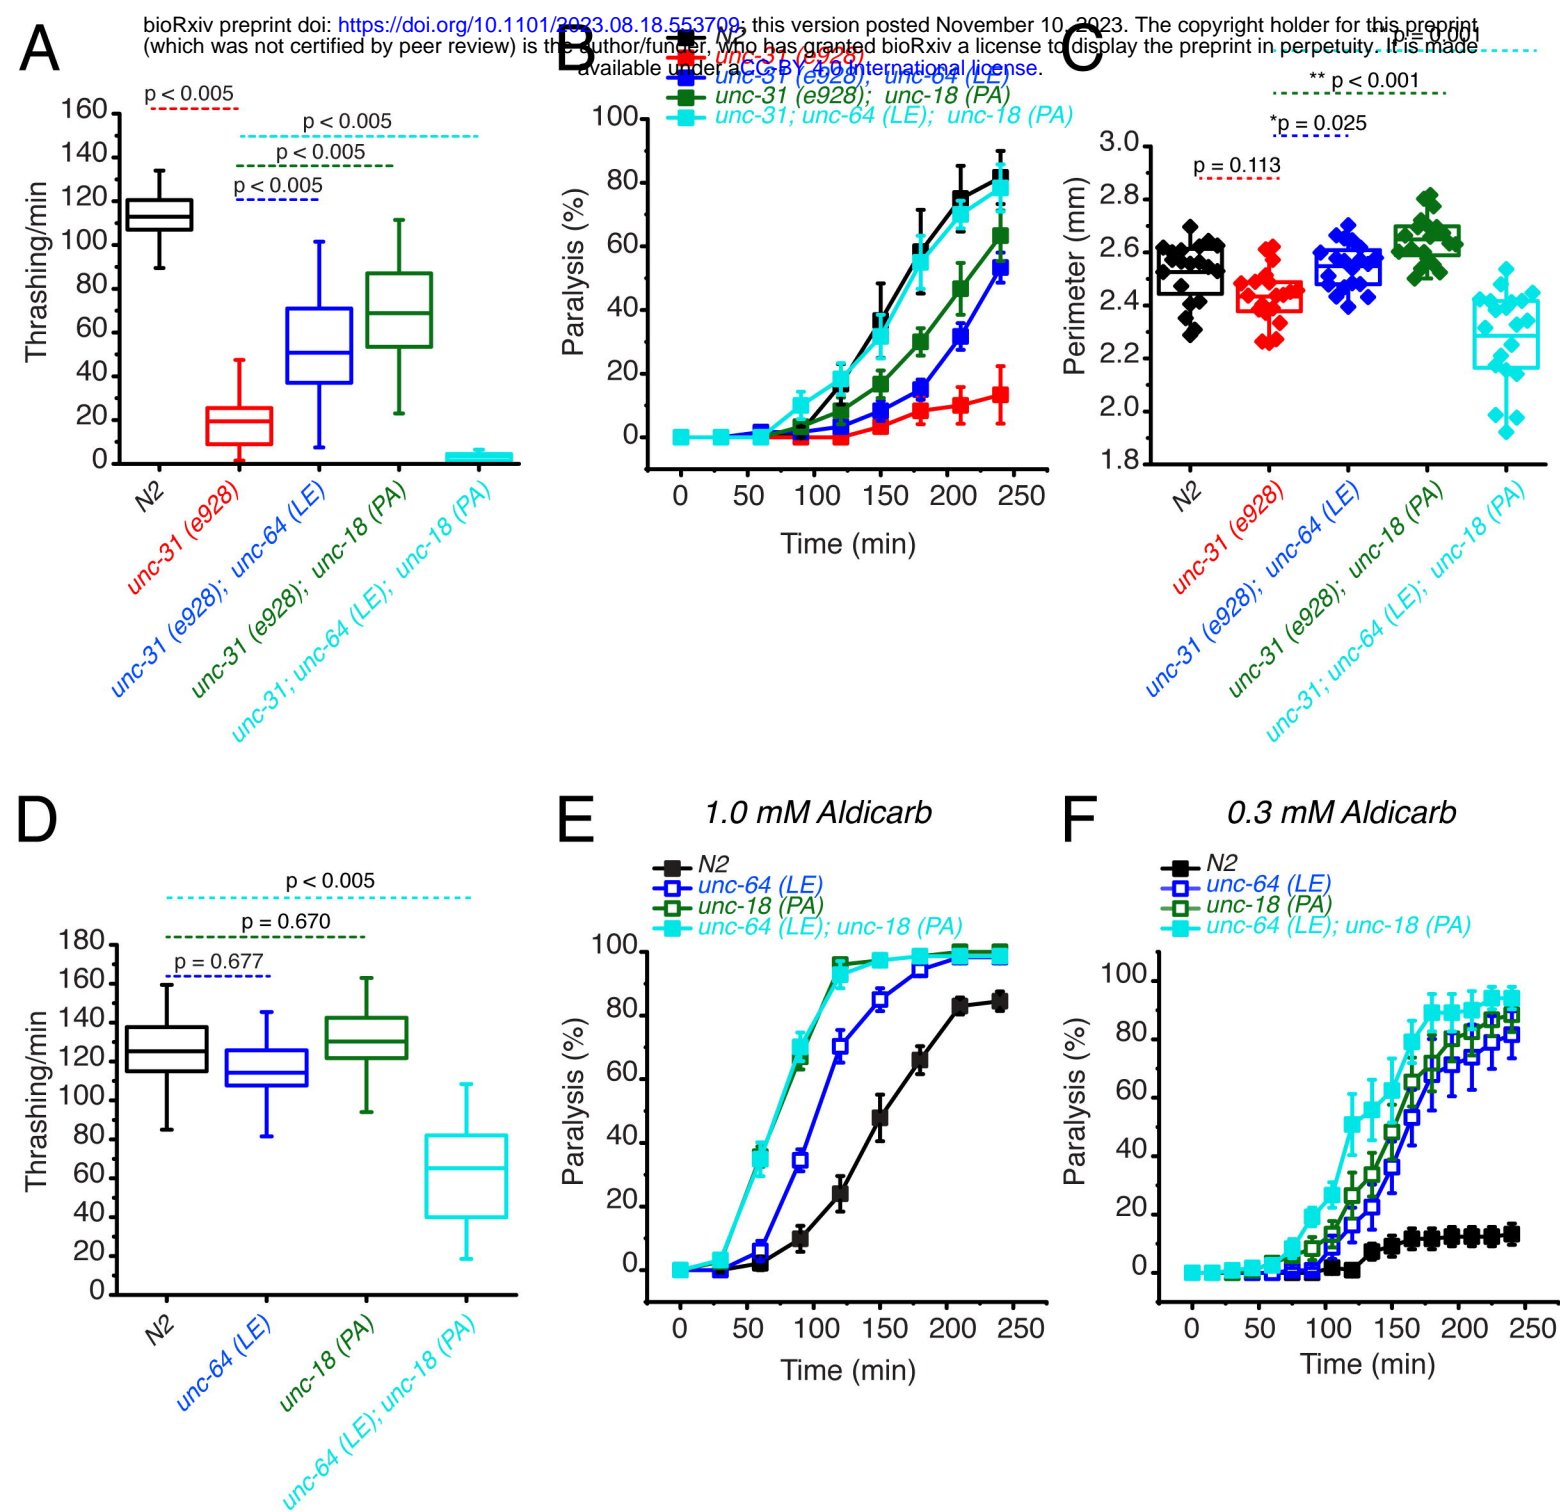 bioRxiv preprint doi: https://doi.org/10.1101/2023.08.18.553709; this version posted November 10, 2023. The copyright holder for this preprint
(which was not certified by peer review) is the author/funder, who has granted bioRxiv a license to display the preprint in perpetuity. It is made
available under aCC-BY 4.0 International license.
A
p < 0.005
p < 0.005
p < 0.005
p < 0.005
Thrashing/min
160
140
120
100
80
60
40
20
0
N2
unc-31 (e928)
unc-31 (e928); unc-64 (LE)
unc-31 (e928); unc-18 (PA)
unc-31; unc-64 (LE); unc-18 (PA)
B
N2
unc-31 (e928)
unc-31 (e928); unc-64 (LE)
unc-31 (e928); unc-18 (PA)
unc-31; unc-64 (LE); unc-18 (PA)
Paralysis (%)
100
80
60
40
20
0
0 50 100 150 200 250
Time (min)
C
** p = 0.001
** p < 0.001
*p = 0.025
p = 0.113
Perimeter (mm)
3.0
2.8
2.6
2.4
2.2
2.0
1.8
N2
unc-31 (e928)
unc-31 (e928); unc-64 (LE)
unc-31 (e928); unc-18 (PA)
unc-31; unc-64 (LE); unc-18 (PA)
D
p < 0.005
p = 0.670
p = 0.677
Thrashing/min
180
160
140
120
100
80
60
40
20
0
N2
unc-64 (LE)
unc-18 (PA)
unc-64 (LE); unc-18 (PA)
E
1.0 mM Aldicarb
N2
unc-64 (LE)
unc-18 (PA)
unc-64 (LE); unc-18 (PA)
Paralysis (%)
100
80
60
40
20
0
0 50 100 150 200 250
Time (min)
F
0.3 mM Aldicarb
N2
unc-64 (LE)
unc-18 (PA)
unc-64 (LE); unc-18 (PA)
Paralysis (%)
100
80
60
40
20
0
0 50 100 150 200 250
Time (min)